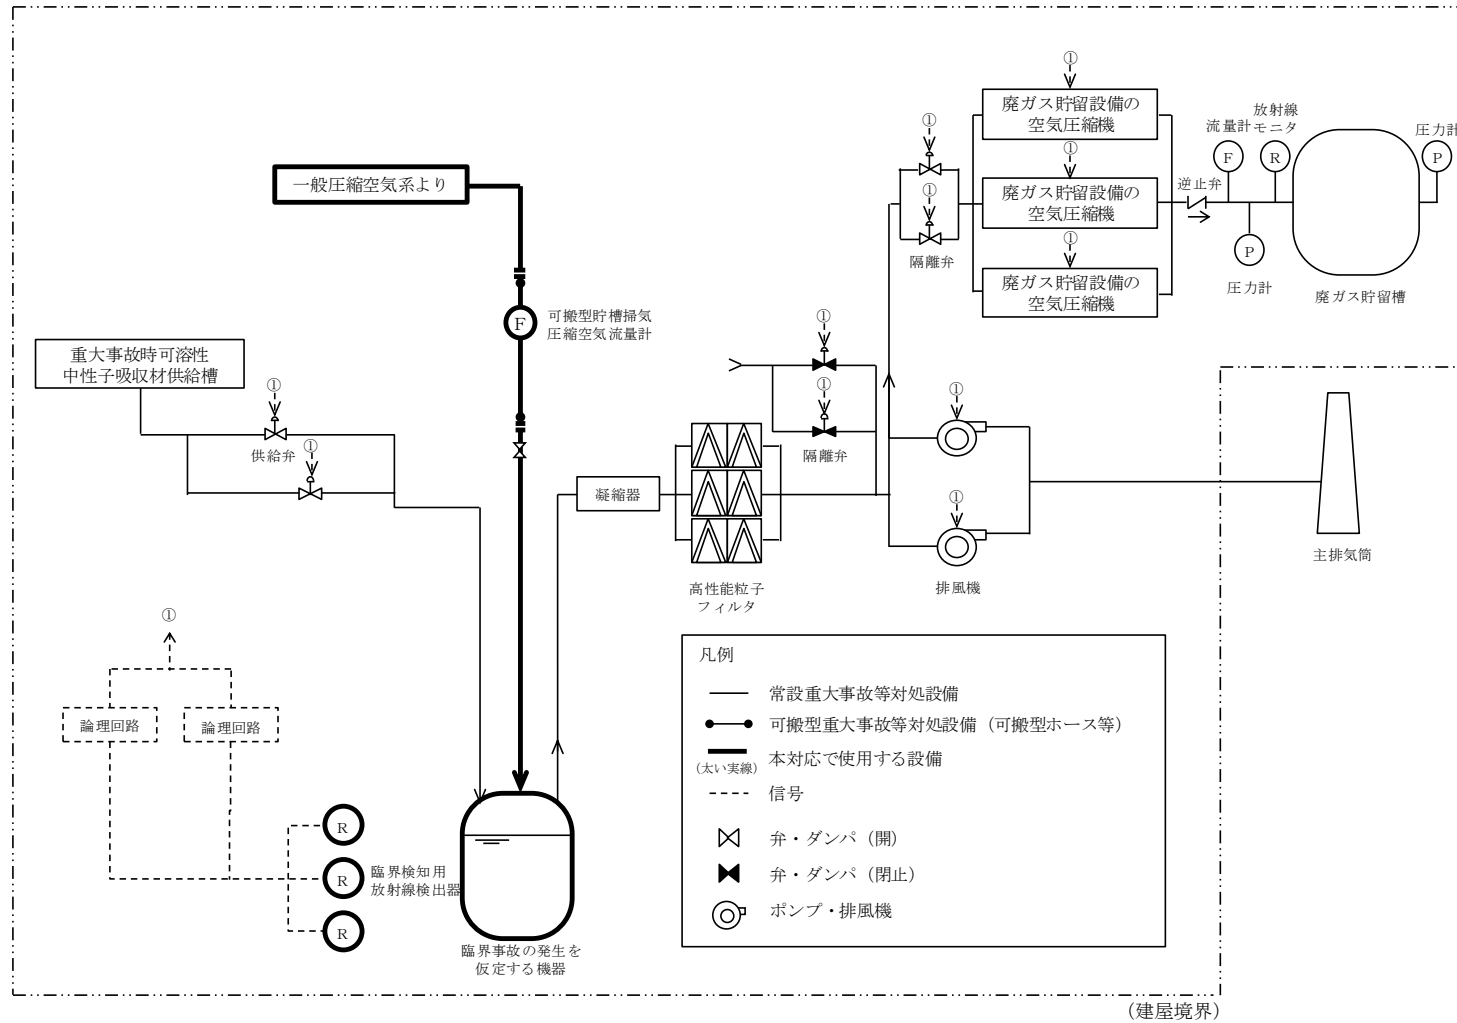 ①
廃ガス貯留設備の
空気圧縮機
①
廃ガス貯留設備の
空気圧縮機
①
廃ガス貯留設備の
空気圧縮機
①
①
隔離弁
放射線
モニタ
流量計
圧力計
F
R
P
逆止弁
P
圧力計
廃ガス貯留槽
一般圧縮空気系より
F
可搬型貯槽掃気
圧縮空気流量計
重大事故時可溶性
中性子吸収材供給槽
①
①
供給弁
①
①
隔離弁
凝縮器
高性能粒子
フィルタ
①
①
排風機
主排気筒
①
論理回路
論理回路
R
R
R
臨界検知用
放射線検出器
臨界事故の発生を
仮定する機器
凡例
常設重大事故等対処設備
可搬型重大事故等対処設備（可搬型ホース等）
本対応で使用する設備
（太い実線）
信号
弁・ダンパ（開）
弁・ダンパ（閉止）
ポンプ・排風機
（建屋境界）